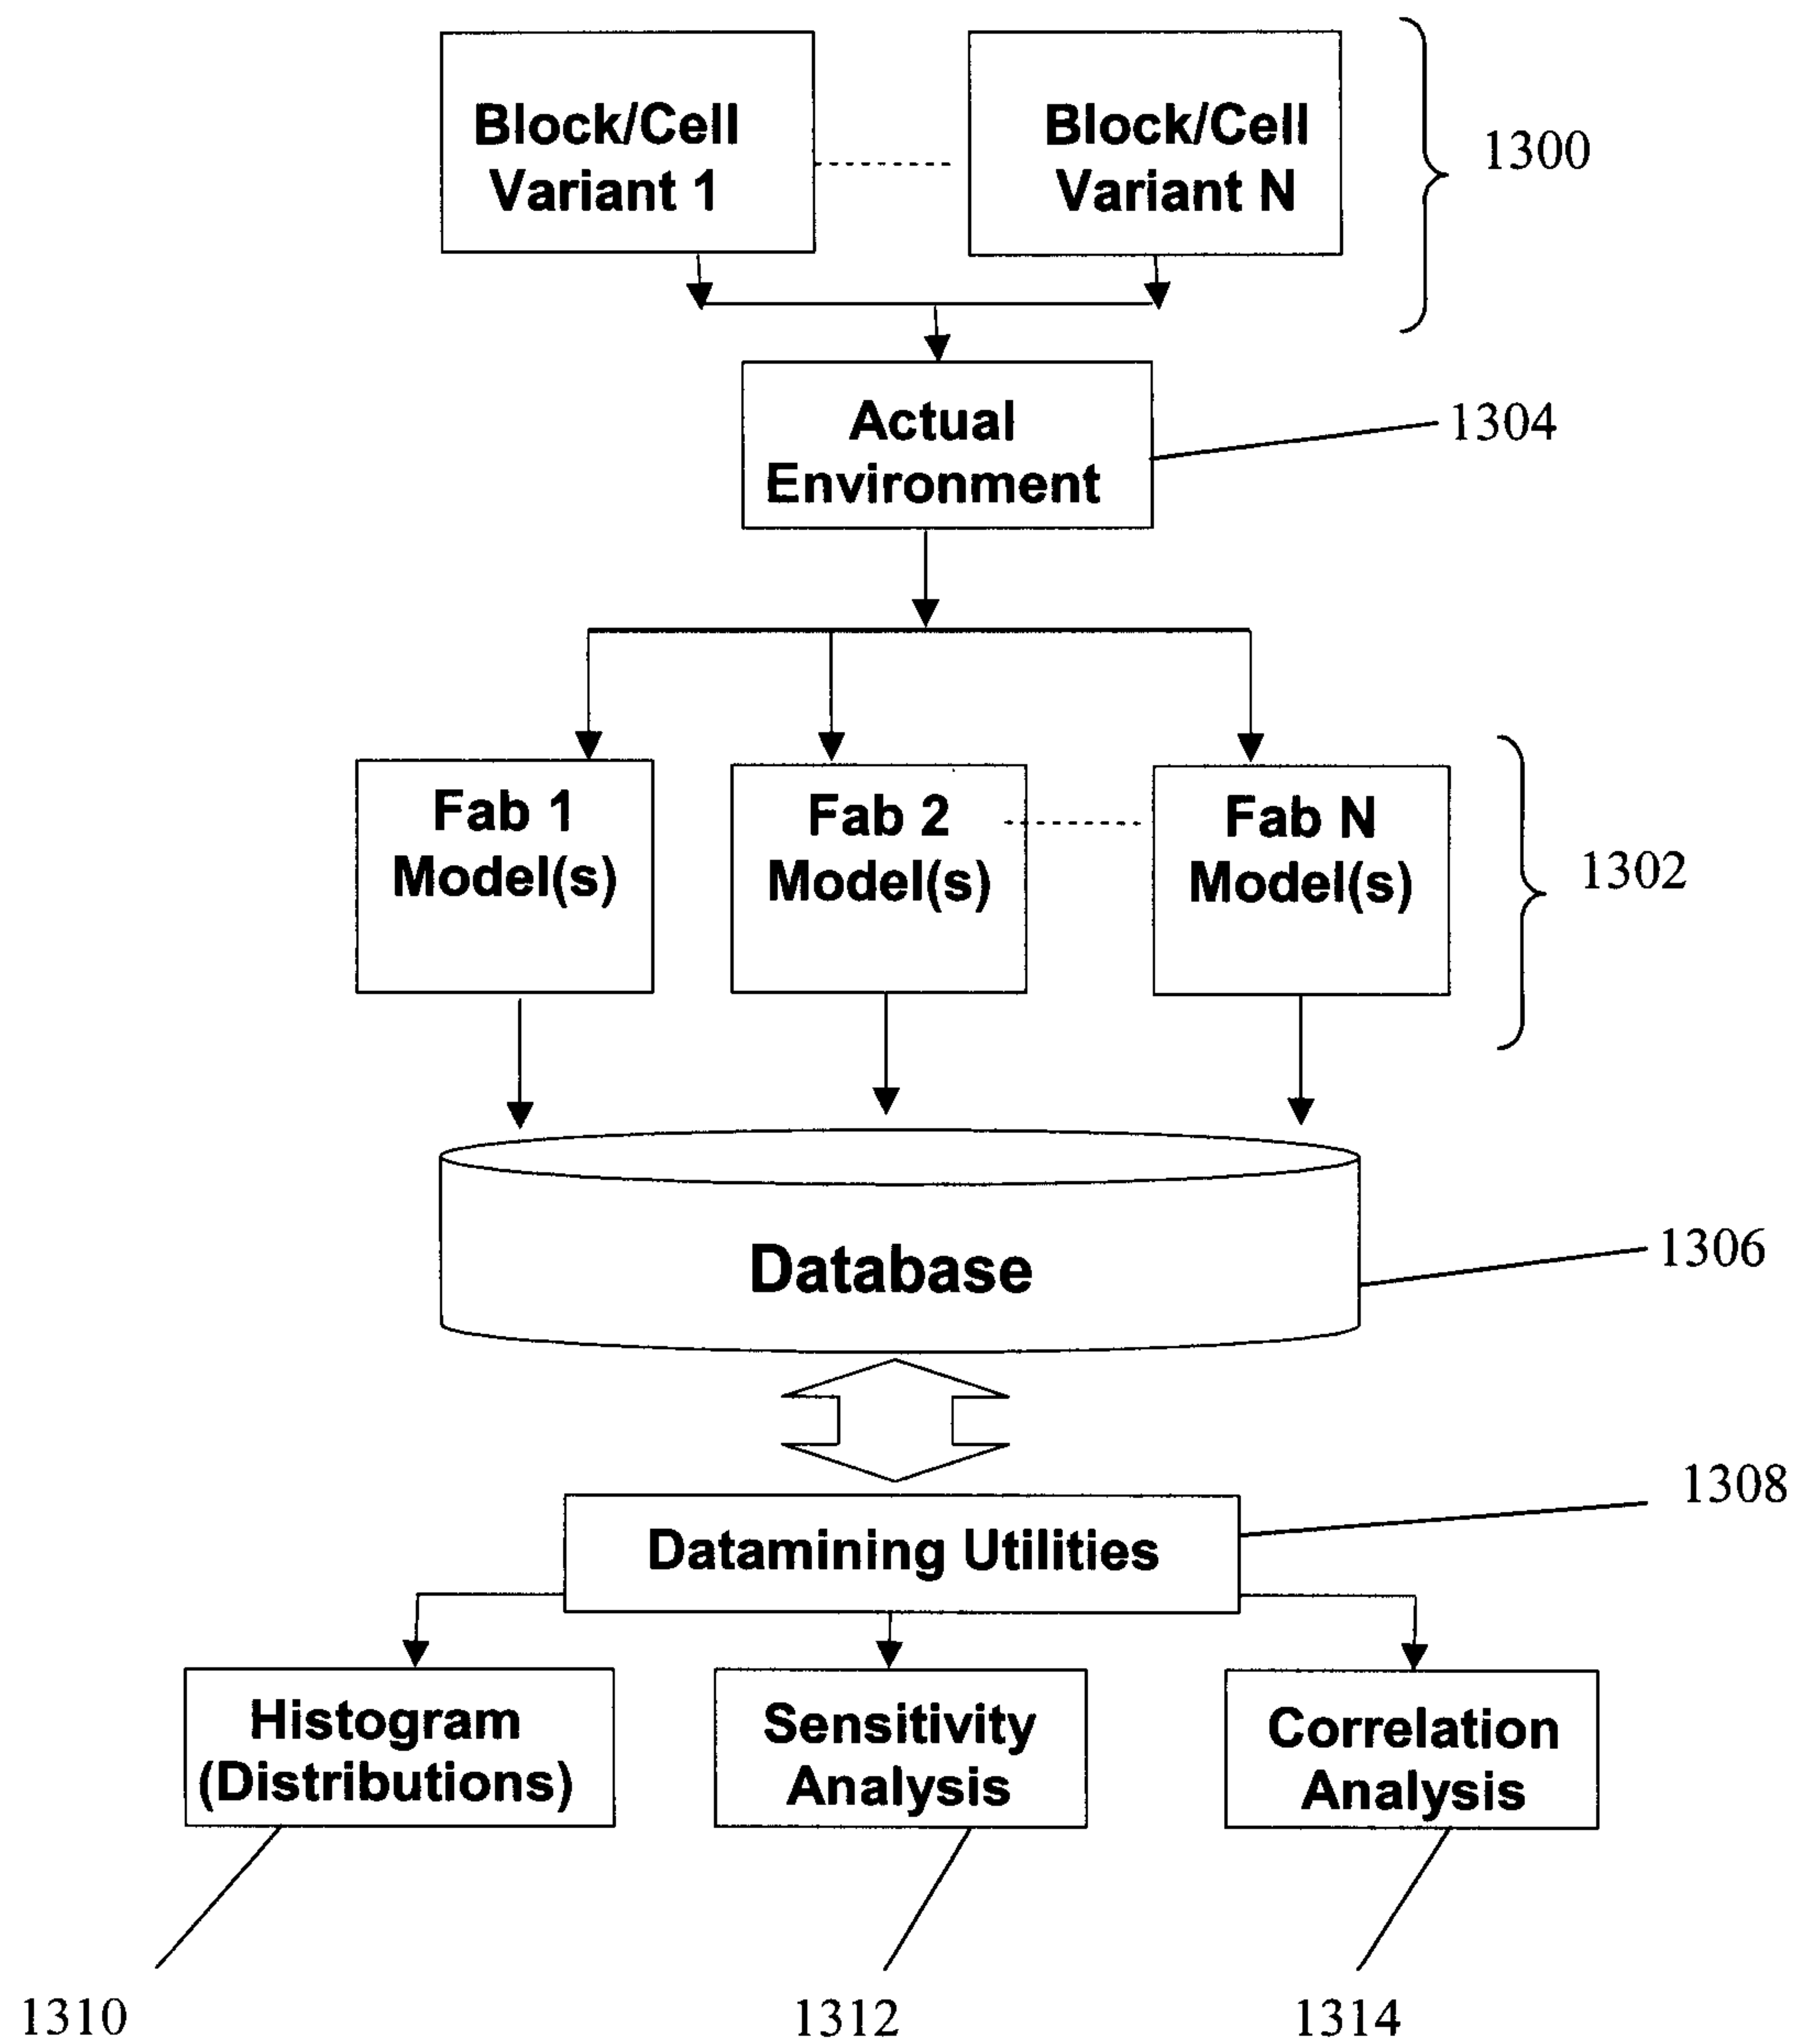 Block/Cell
Variant 1
Block/Cell
Variant N
1300
Actual
Environment
1304
Fab 1
Model(s)
Fab 2
Model(s)
Fab N
Model(s)
1302
Database
1306
Datamining Utilities
1308
Histogram
(Distributions)
Sensitivity
Analysis
Correlation
Analysis
1310
1312
1314